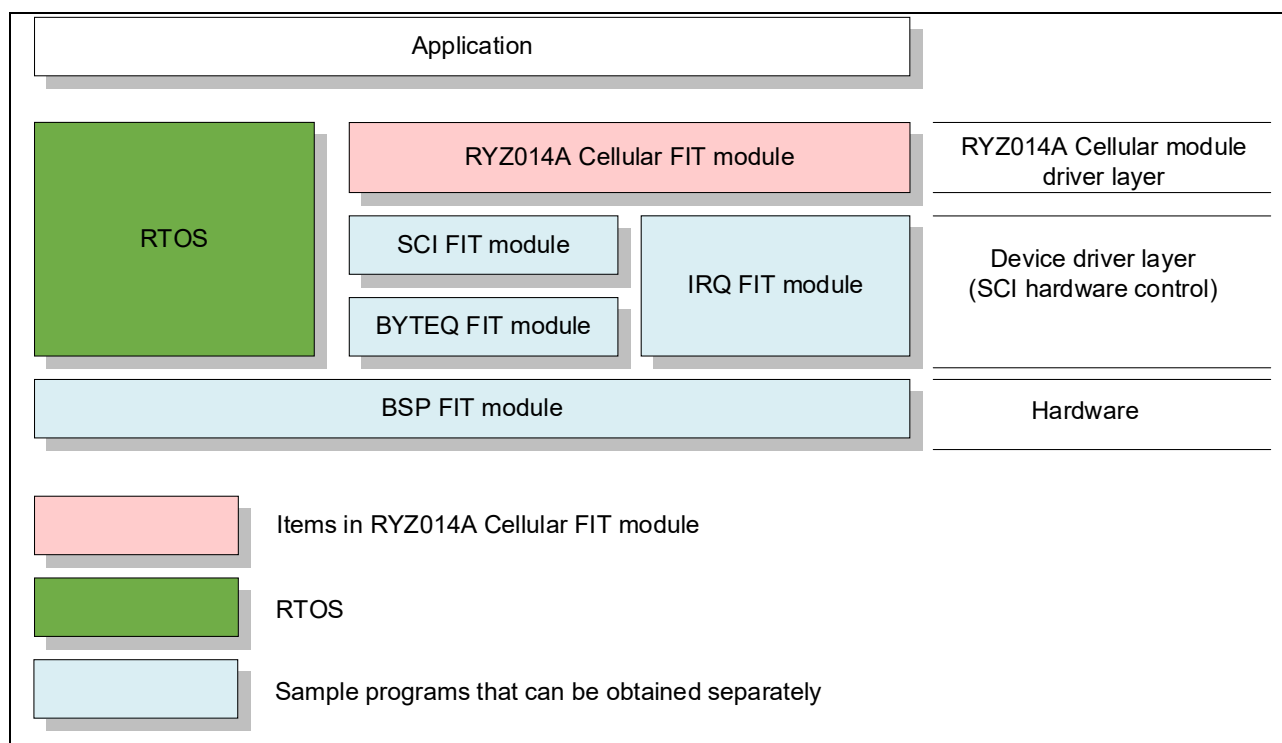 Application
RTOS
RYZ014A Cellular FIT module
RYZ014A Cellular module
driver layer
SCI FIT module
BYTEQ FIT module
IRQ FIT module
Device driver layer
(SCI hardware control)
BSP FIT module
Hardware
Items in RYZ014A Cellular FIT module
RTOS
Sample programs that can be obtained separately